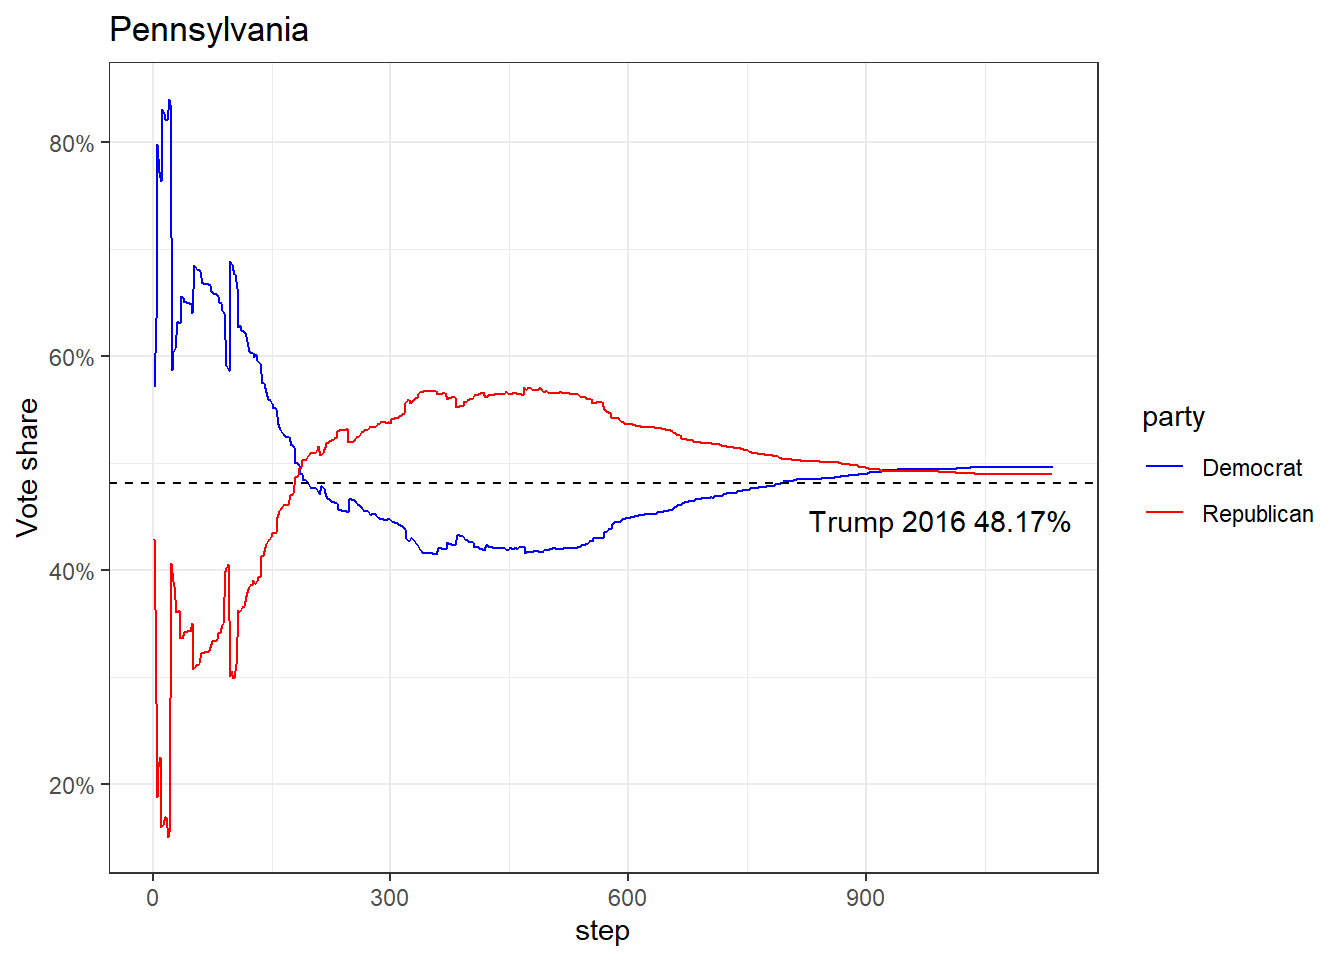 Pennsylvania
80%
60%
40%
20%
Vote share
Trump 2016 48.17%
0 300 600 900
step
party
Democrat
Republican